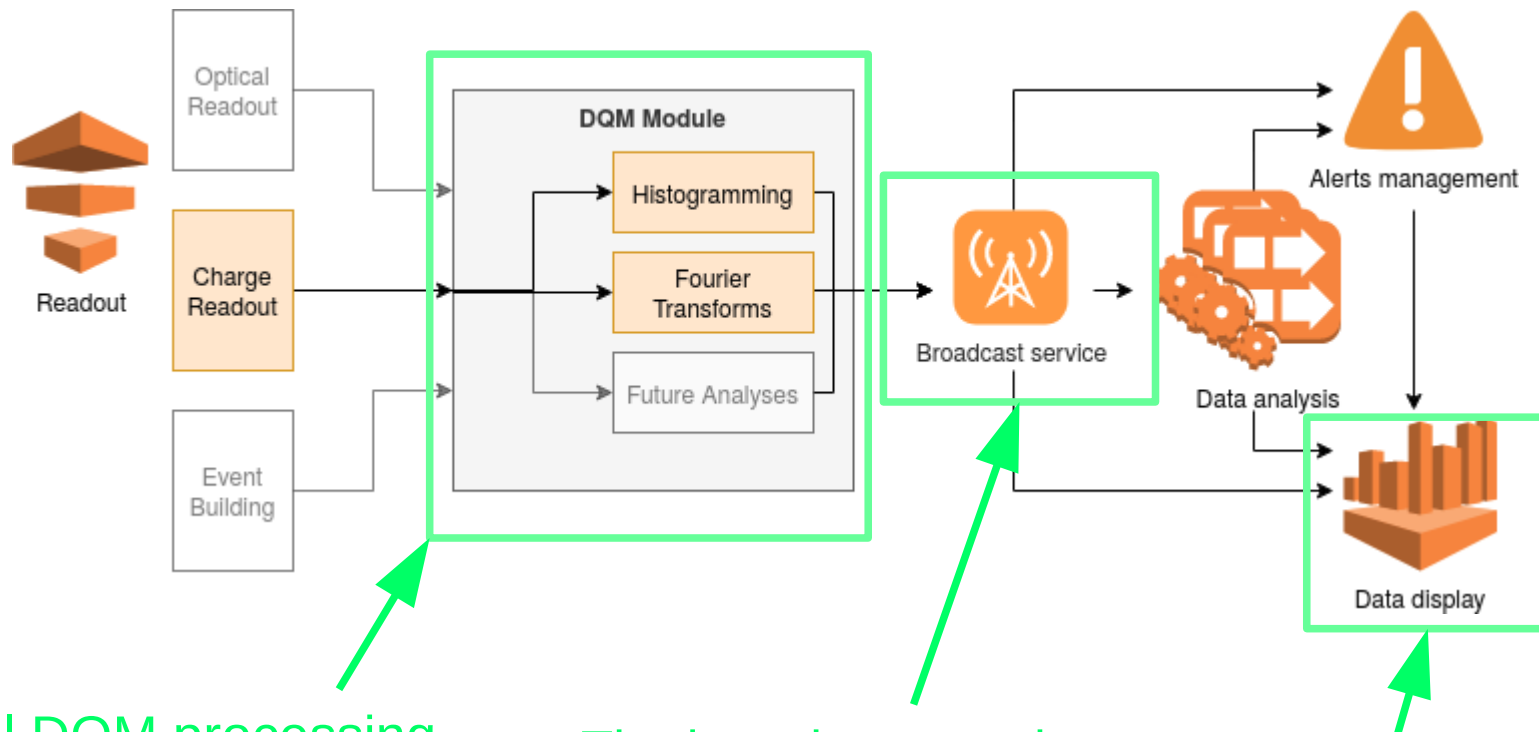 Optical
Readout
DQM Module
Alerts management
Histogramming
Charge
Readout
Fourier
Transforms
Readout
Broadcast service
Future Analyses
Data analysis
Event
Building
Data display
DQM processing